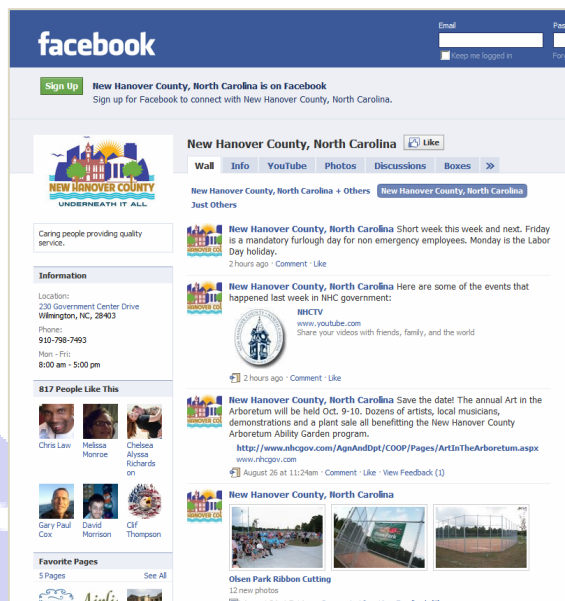 Email
Pas
facebook
Keep me logged in
For
Sign Up
New Hanover County, North Carolina is on Facebook
Sign up for Facebook to connect with New Hanover County, North Carolina.
NEW HANOVER COUNTY
UNDERNEATH IT ALL
New Hanover County, North Carolina
Like
Wall Info YouTube Photos Discussions Boxes »
New Hanover County, North Carolina + Others New Hanover County, North Carolina
Just Others
Caring people providing quality
service.
Information
Location:
230 Government Center Drive
Wilmington, NC, 28403
Phone:
910-798-7493
Mon - Fri:
8:00 am - 5:00 pm
817 People Like This
Chris Law
Melissa
Monroe
Chelsea
Alyssa
Richards
on
Gary Paul
Cox
David
Morrison
Clif
Thompson
Favorite Pages
5 Pages See All
Airli
New Hanover County, North Carolina Short week this week and next. Friday
is a mandatory furlough day for non emergency employees. Monday is the Labor
Day holiday.
2 hours ago · Comment · Like
New Hanover County, North Carolina Here are some of the events that
happened last week in NHC government:
NHCTV
www.youtube.com
Share your videos with friends, family, and the world
2 hours ago · Comment · Like
New Hanover County, North Carolina Save the date! The annual Art in the
Arboretum will be held Oct. 9-10. Dozens of artists, local musicians,
demonstrations and a plant sale all benefitting the New Hanover County
Arboretum Ability Garden program.
http://www.nhcgov.com/AgnAndDpt/COOP/Pages/ArtInTheArboretum.aspx
www.nhcgov.com
August 26 at 11:24am · Comment · Like · View Feedback (1)
New Hanover County, North Carolina
Olsen Park Ribbon Cutting
12 new photos